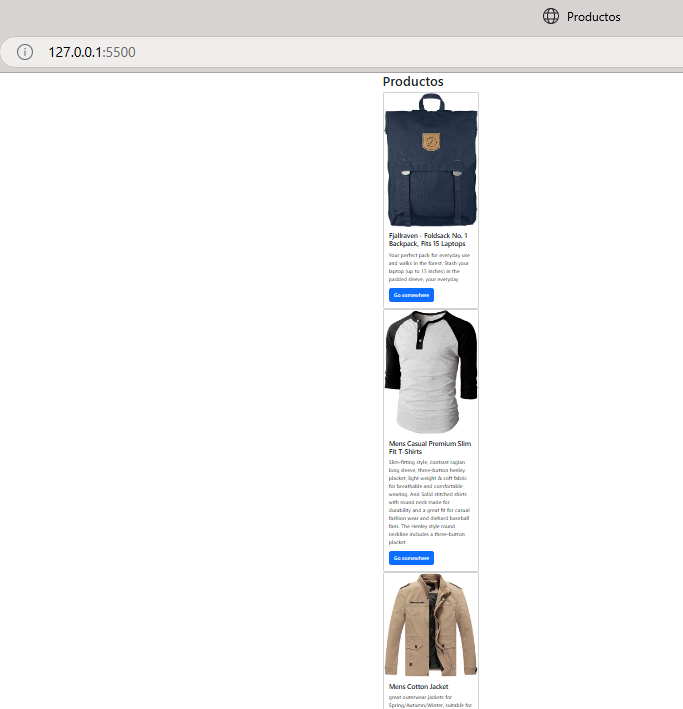 Productos
127.0.0.1:5500
Productos
Fjallraven - Foldsack No. 1
Backpack, Fits 15 Laptops
Your perfect pack for everyday use
and walks in the forest. Stash your
laptop (up to 15 inches) in the
padded sleeve, your everyday
Go somewhere
Mens Casual Premium Slim
Fit T-Shirts
Slim-fitting style, contrast raglan
long sleeve, three-button henley
placket, light weight & soft fabric
for breathable and comfortable
wearing. And Solid stitched shirts
with round neck made for
durability and a great fit for casual
fashion wear and diehard baseball
fans. The Henley style round
neckline includes a three-button
placket.
Go somewhere
Mens Cotton Jacket
great outerwear jackets for
Spring/Autumn/Winter, suitable for